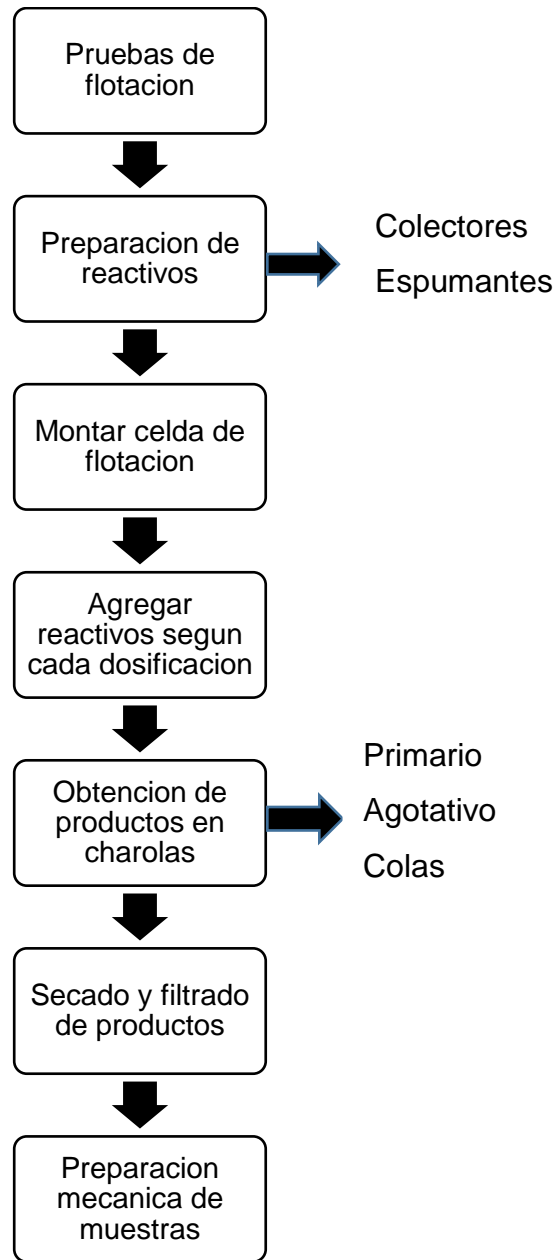 Pruebas de
flotacion
Preparacion de
reactivos
Colectores
Espumantes
Montar celda de
flotacion
Agregar
reactivos segun
cada dosificacion
Obtencion de
productos en
charolas
Primario
Agotativo
Colas
Secado y filtrado
de productos
Preparacion
mecanica de
muestras